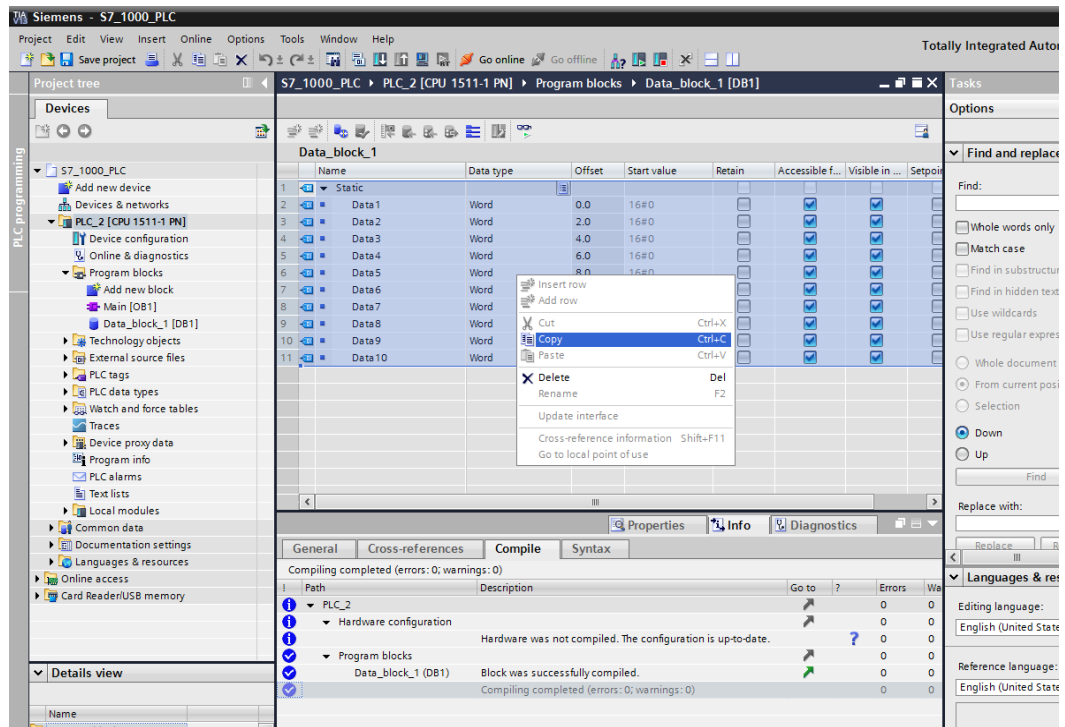 Siemens - S7_1000_PLC
Project Edit View Insert Online Options Tools Window Help
Totally Integrated Autor
Save project Go online Go offline
Project tree
S7_1000_PLC PLC_2 [CPU 1511-1 PN] Program blocks Data_block_1 [DB1]
Tasks
Devices
Options
PLC programming
S7_1000_PLC
Add new device
Devices & networks
PLC_2 [CPU 1511-1 PN]
Device configuration
Online & diagnostics
Program blocks
Add new block
Main [OB1]
Data_block_1 [DB1]
Technology objects
External source files
PLC tags
PLC data types
Watch and force tables
Traces
Device proxy data
Program info
PLC alarms
Text lists
Local modules
Common data
Documentation settings
Languages & resources
Online access
Card Reader/USB memory
Details view
Name
Data_block_1
Name Data type Offset Start value Retain Accessible f... Visible in ... Setpoin
1 Static
2 Data1 Word 0.0 16#0
3 Data2 Word 2.0 16#0
4 Data3 Word 4.0 16#0
5 Data4 Word 6.0 16#0
6 Data5 Word 8.0 16#0
7 Data6 Word
8 Data7 Word
9 Data8 Word
10 Data9 Word
11 Data10 Word
Insert row
Add row
Cut Ctrl+X
Copy Ctrl+C
Paste Ctrl+V
Delete Del
Rename F2
Update interface
Cross-reference information Shift+F11
Go to local point of use
Properties Info Diagnostics
General Cross-references Compile Syntax
Compiling completed (errors: 0; warnings: 0)
! Path Description Go to ? Errors Wa
PLC_2 0 0
Hardware configuration 0 0
Hardware was not compiled. The configuration is up-to-date. ? 0 0
Program blocks 0 0
Data_block_1 (DB1) Block was successfully compiled. 0 0
Compiling completed (errors: 0; warnings: 0) 0 0
Find and replace
Find:
Whole words only
Match case
Find in substructur
Find in hidden text
Use wildcards
Use regular expres
Whole document
From current posi
Selection
Down
Up
Find
Replace with:
Replace R
Languages & res
Editing language:
English (United State
Reference language:
English (United State